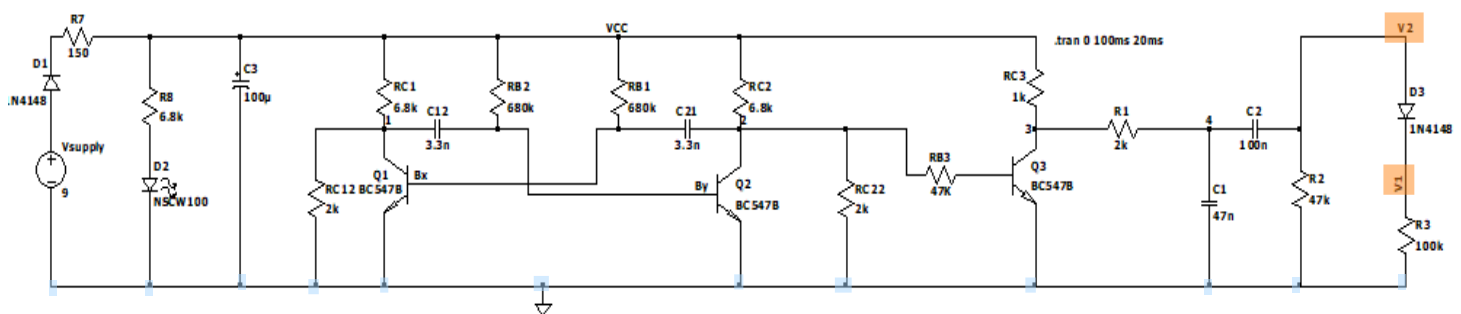 R7
150
D1
1N4148
Vsupply
9
R8
6.8k
D2
NSCW100
C3
100µ
VCC
RC1
6.8k
1
C12
3.3n
RB2
680k
RB1
680k
C21
3.3n
RC2
6.8k
2
RC12
2k
Q1
BC547B
Bx
By
Q2
BC547B
RC22
2k
RB3
47K
.tran 0 100ms 20ms
RC3
1k
3
Q3
BC547B
R1
2k
4
C1
47n
C2
100n
R2
47k
V2
D3
1N4148
V1
R3
100k